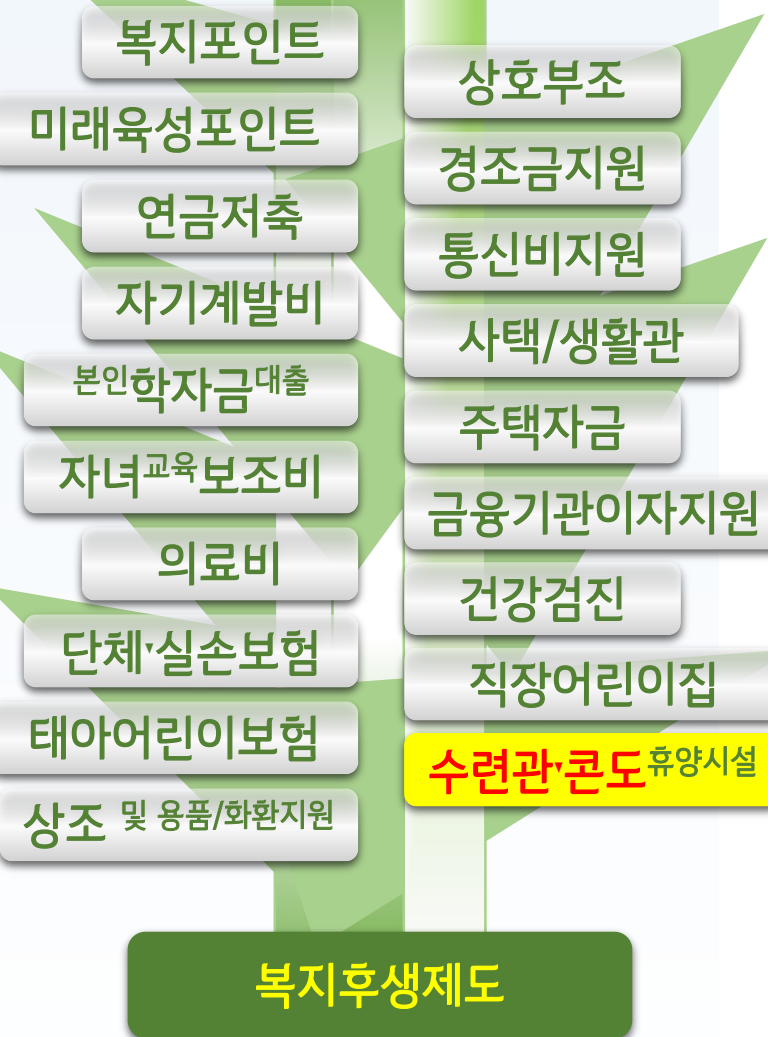 복지포인트
미래육성포인트
연금저축
자기계발비
본인학자금대출
자녀교육보조비
의료비
단체▾실손보험
태아어린이보험
상조 및 용품/화환지원
상호부조
경조금지원
통신비지원
사택/생활관
주택자금
금융기관이자지원
건강검진
직장어린이집
수련관▾콘도휴양시설
복지후생제도